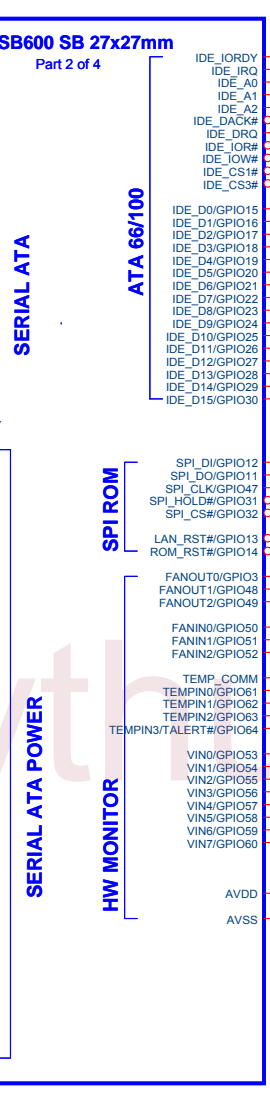 SB600 SB 27x27mm
Part 2 of 4
SERIAL ATA
SERIAL ATA POWER
ATA 66/100
IDE_IORDY
IDE_IRQ
IDE_A0
IDE_A1
IDE_A2
IDE_DACK#
IDE_DRQ
IDE_IOR#
IDE_IOW#
IDE_CS1#
IDE_CS3#
IDE_D0/GPIO15
IDE_D1/GPIO16
IDE_D2/GPIO17
IDE_D3/GPIO18
IDE_D4/GPIO19
IDE_D5/GPIO20
IDE_D6/GPIO21
IDE_D7/GPIO22
IDE_D8/GPIO23
IDE_D9/GPIO24
IDE_D10/GPIO25
IDE_D11/GPIO26
IDE_D12/GPIO27
IDE_D13/GPIO28
IDE_D14/GPIO29
IDE_D15/GPIO30
SPI ROM
SPI_DI/GPIO12
SPI_DO/GPIO11
SPI_CLK/GPIO47
SPI_HOLD#/GPIO31
SPI_CS#/GPIO32
LAN_RST#/GPIO13
ROM_RST#/GPIO14
HW MONITOR
FANOUT0/GPIO3
FANOUT1/GPIO48
FANOUT2/GPIO49
FANIN0/GPIO50
FANIN1/GPIO51
FANIN2/GPIO52
TEMP_COMM
TEMPIN0/GPIO61
TEMPIN1/GPIO62
TEMPIN2/GPIO63
TEMPIN3/TALERT#/GPIO64
VIN0/GPIO53
VIN1/GPIO54
VIN2/GPIO55
VIN3/GPIO56
VIN4/GPIO57
VIN5/GPIO58
VIN6/GPIO59
VIN7/GPIO60
AVDD
AVSS